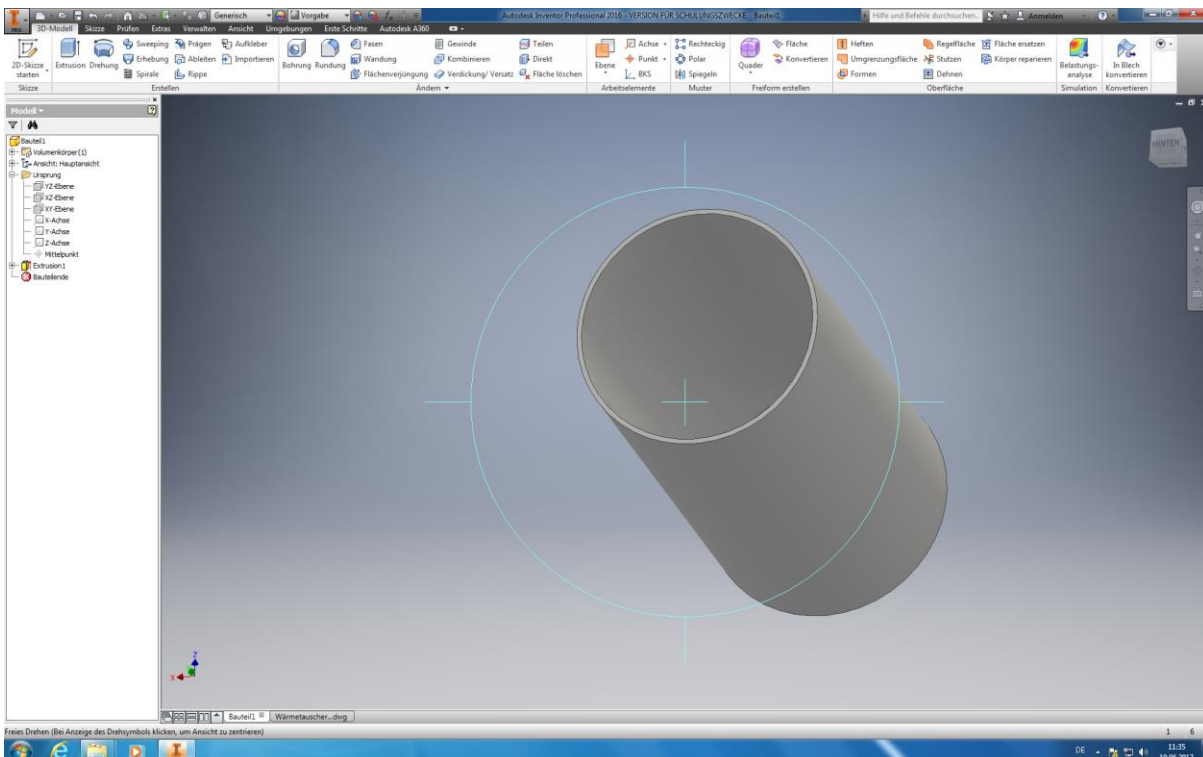 Generisch Vorgabe Autodesk Inventor Professional 2016 - VERSION FÜR SCHULUNGSZWECKE Bauteil1 Hilfe und Befehle durchsuchen... Anmelden
PRO 3D-Modell Skizze Prüfen Extras Verwalten Ansicht Umgebungen Erste Schritte Autodesk A360
2D-Skizze starten
Extrusion
Drehung
Sweeping
Erhebung
Spirale
Prägen
Ableiten
Rippe
Aufkleber
Importieren
Bohrung
Rundung
Fasen
Wandung
Flächenverjüngung
Gewinde
Kombinieren
Verdickung/ Versatz
Teilen
Direkt
Fläche löschen
Ebene
Achse
Punkt
BKS
Rechteckig
Polar
Spiegeln
Quader
Fläche
Konvertieren
Heften
Umgrenzungsfläche
Formen
Regelfläche
Stutzen
Dehnen
Fläche ersetzen
Körper reparieren
Belastungs-
analyse
In Blech
konvertieren
Skizze Erstellen Ändern Arbeitselemente Muster Freiform erstellen Oberfläche Simulation Konvertieren
Modell
Bauteil1
Volumenkörper(1)
Ansicht: Hauptansicht
Ursprung
YZ-Ebene
XZ-Ebene
XY-Ebene
X-Achse
Y-Achse
Z-Achse
Mittelpunkt
Extrusion1
Bauteilende
HINTEN
z
x
Bauteil1 Wärmetauscher...dwg
Freies Drehen (Bei Anzeige des Drehsymbols klicken, um Ansicht zu zentrieren) 1 6
DE 11:35